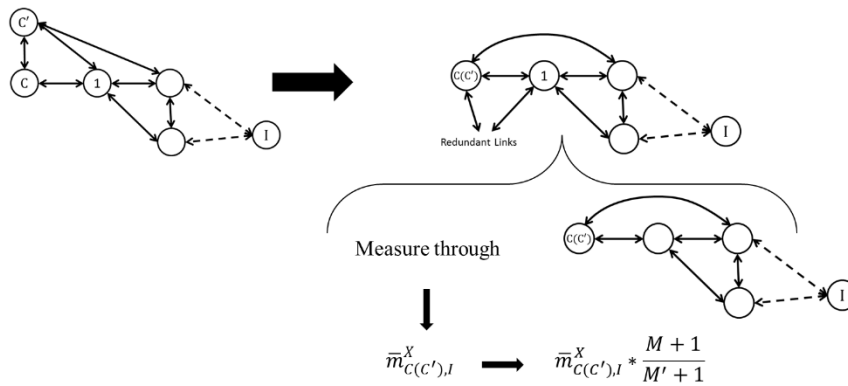 C′
C
1
I
C(C′)
1
I
Redundant Links
C(C′)
I
Measure through
m̅^X_{C(C′),I}
m̅^X_{C(C′),I} * (M + 1)/(M′ + 1)